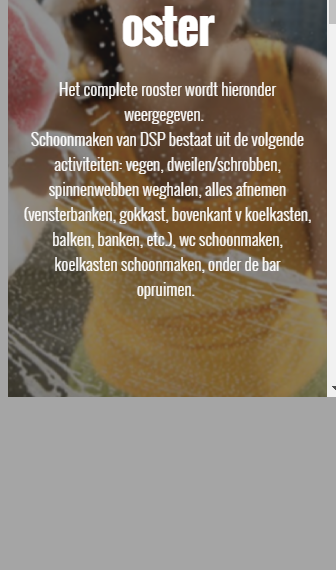 oster
Het complete rooster wordt hieronder
weergegeven.
Schoonmaken van DSP bestaat uit de volgende
activiteiten: vegen, dweilen/schrobben,
spinnenwebben weghalen, alles afnemen
(vensterbanken, gokkast, bovenkant v koelkasten,
balken, banken, etc.), wc schoonmaken,
koelkasten schoonmaken, onder de bar
opruimen.